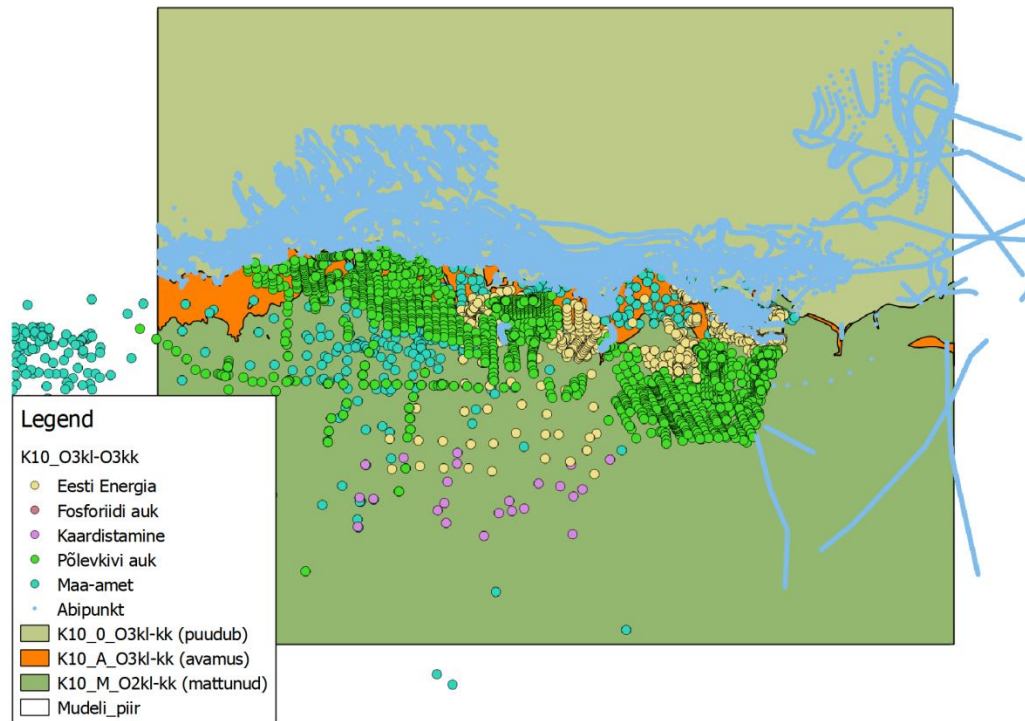 Legend
K10_O3kl-O3kk
Eesti Energia
Fosforiidi auk
Kaardistamine
Põlevkivi auk
Maa-amet
Abipunkt
K10_0_O3kl-kk (puudub)
K10_A_O3kl-kk (avamus)
K10_M_O2kl-kk (mattunud)
Mudeli_piir